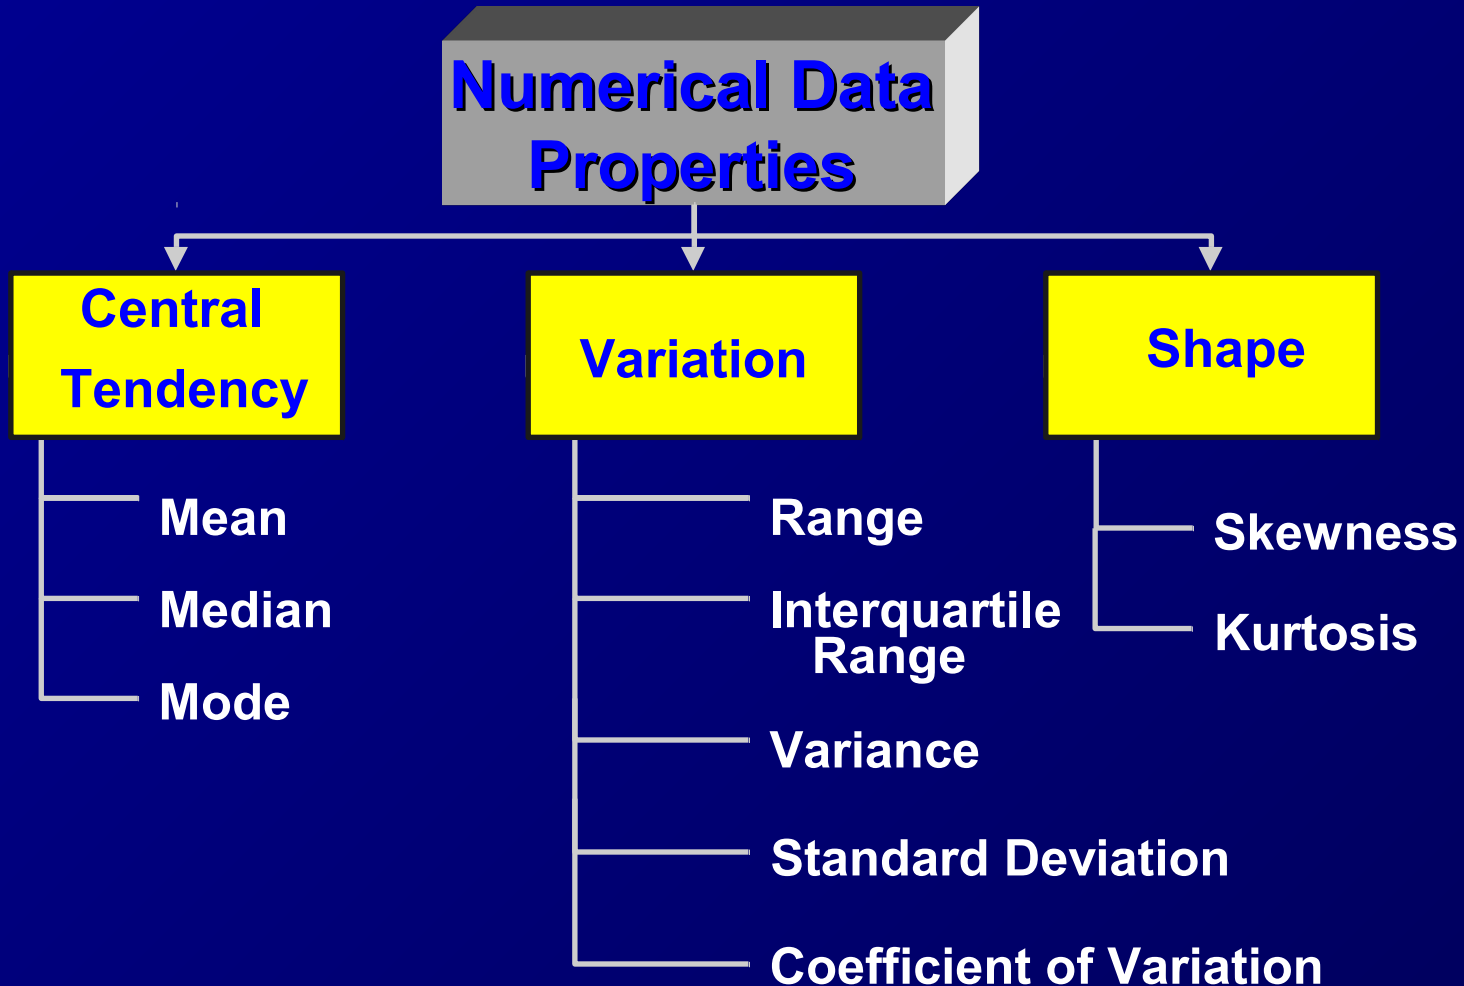 Numerical Data
Properties
Central
Tendency
Mean
Median
Mode
Variation
Range
Interquartile
Range
Variance
Standard Deviation
Coefficient of Variation
Shape
Skewness
Kurtosis